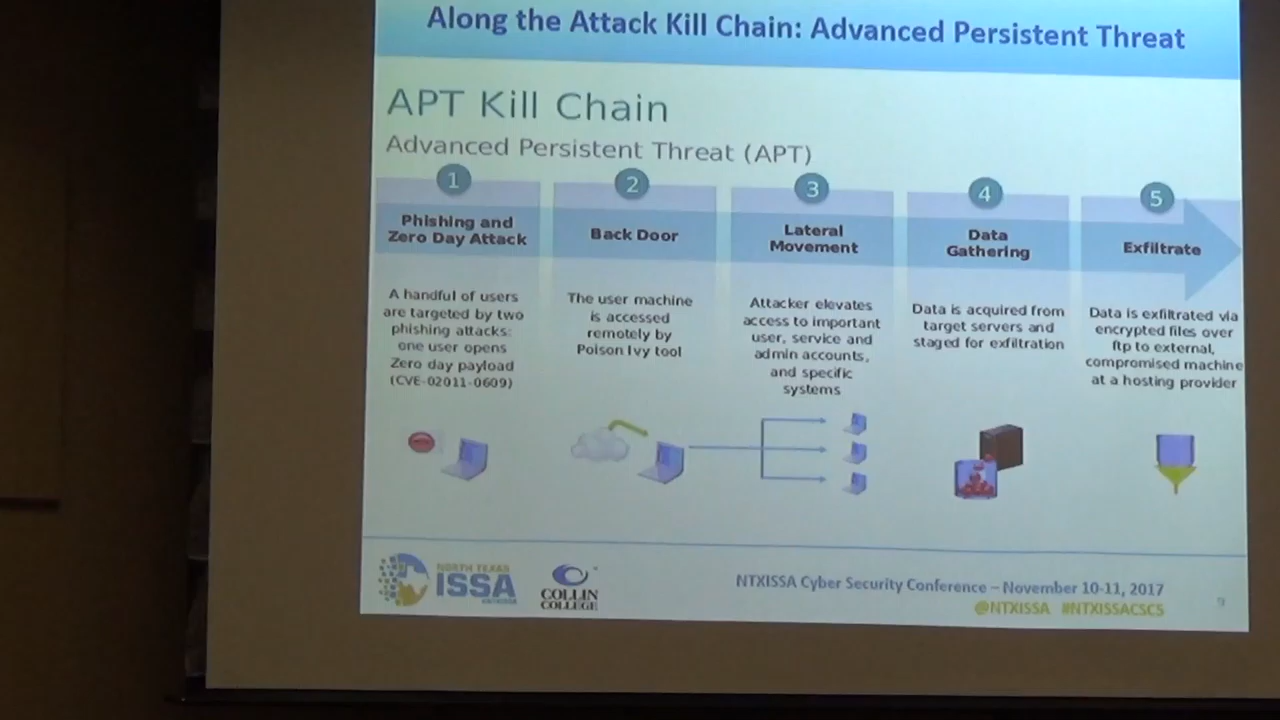 Along the Attack Kill Chain: Advanced Persistent Threat
APT Kill Chain
Advanced Persistent Threat (APT)
1
Phishing and
Zero Day Attack
A handful of users
are targeted by two
phishing attacks:
one user opens
Zero day payload
(CVE-02011-0609)
2
Back Door
The user machine
is accessed
remotely by
Poison Ivy tool
3
Lateral
Movement
Attacker elevates
access to important
user, service and
admin accounts,
and specific
systems
4
Data
Gathering
Data is acquired from
target servers and
staged for exfiltration
5
Exfiltrate
Data is exfiltrated via
encrypted files over
ftp to external,
compromised machine
at a hosting provider
NORTH TEXAS
ISSA
COLLIN
COLLEGE
NTXISSA Cyber Security Conference – November 10-11, 2017
@NTXISSA #NTXISSACSC5
9